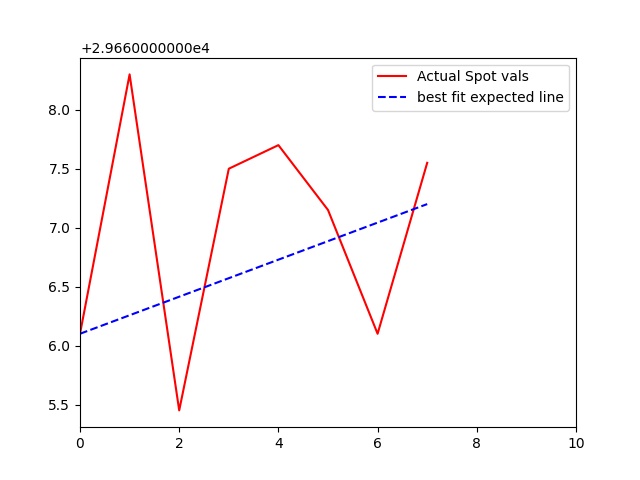 +2.9660000000e4
Actual Spot vals
best fit expected line
8.0
7.5
7.0
6.5
6.0
5.5
0 2 4 6 8 10